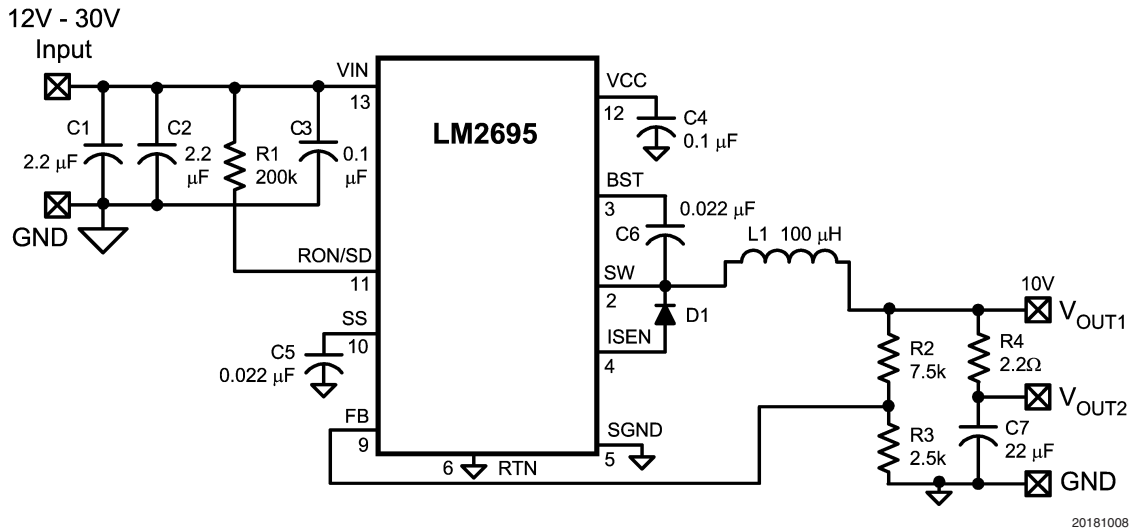 12V - 30V
Input
GND
C1
2.2 µF
C2
2.2
µF
R1
200k
C3
0.1
µF
VIN
13
LM2695
VCC
12
C4
0.1 µF
BST
3
0.022 µF
C6
L1 100 µH
SW
2
D1
ISEN
4
RON/SD
11
SS
10
C5
0.022 µF
FB
9
6
RTN
SGND
5
10V
VOUT1
R2
7.5k
R4
2.2Ω
VOUT2
R3
2.5k
C7
22 µF
GND
20181008